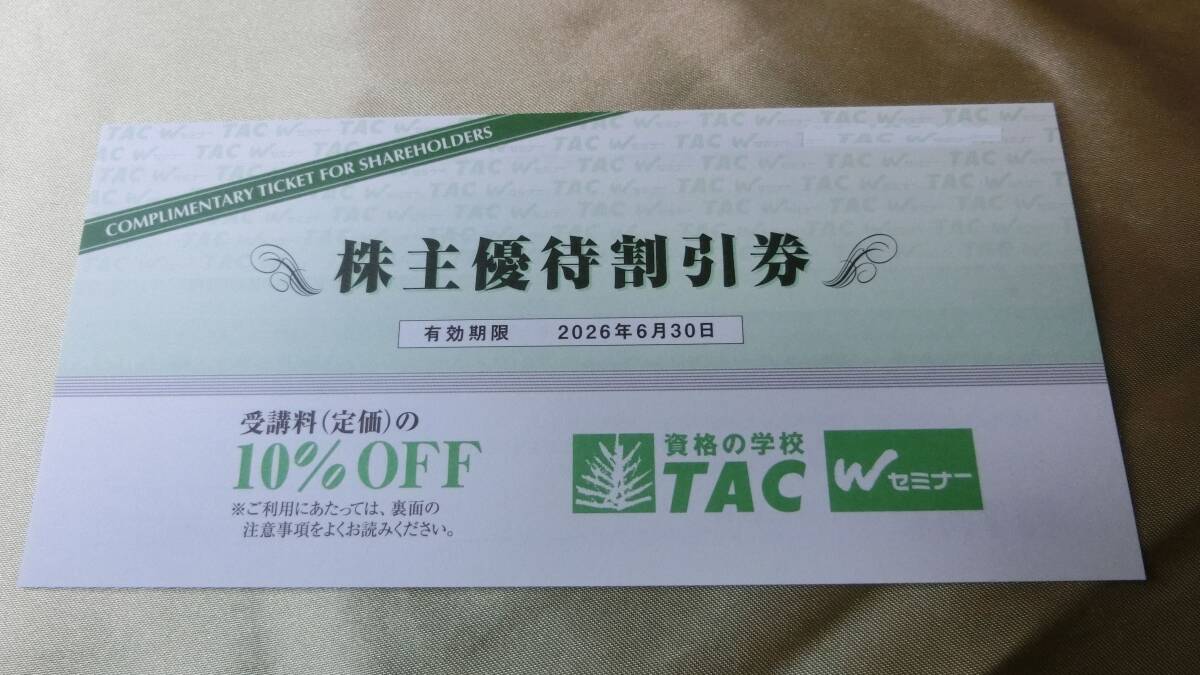 COMPLIMENTARY TICKET FOR SHAREHOLDERS
株主優待割引券
有効期限 2026年6月30日
受講料(定価)の
10%OFF
※ご利用にあたっては、裏面の
注意事項をよくお読みください。
資格の学校
TAC
Wセミナー